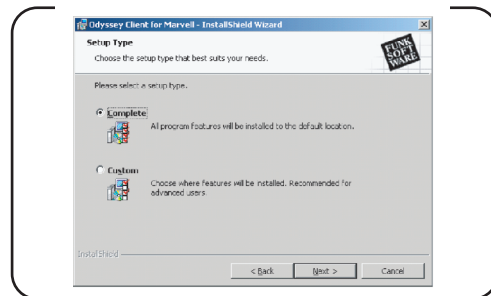 Odyssey Client for Marvell - InstallShield Wizard
Setup Type
Choose the setup type that best suits your needs.
FUNK
SOFT
WARE
Please select a setup type.
Complete
All program features will be installed to the default location.
Custom
Choose where features will be installed. Recommended for
advanced users.
InstallShield
< Back
Next >
Cancel